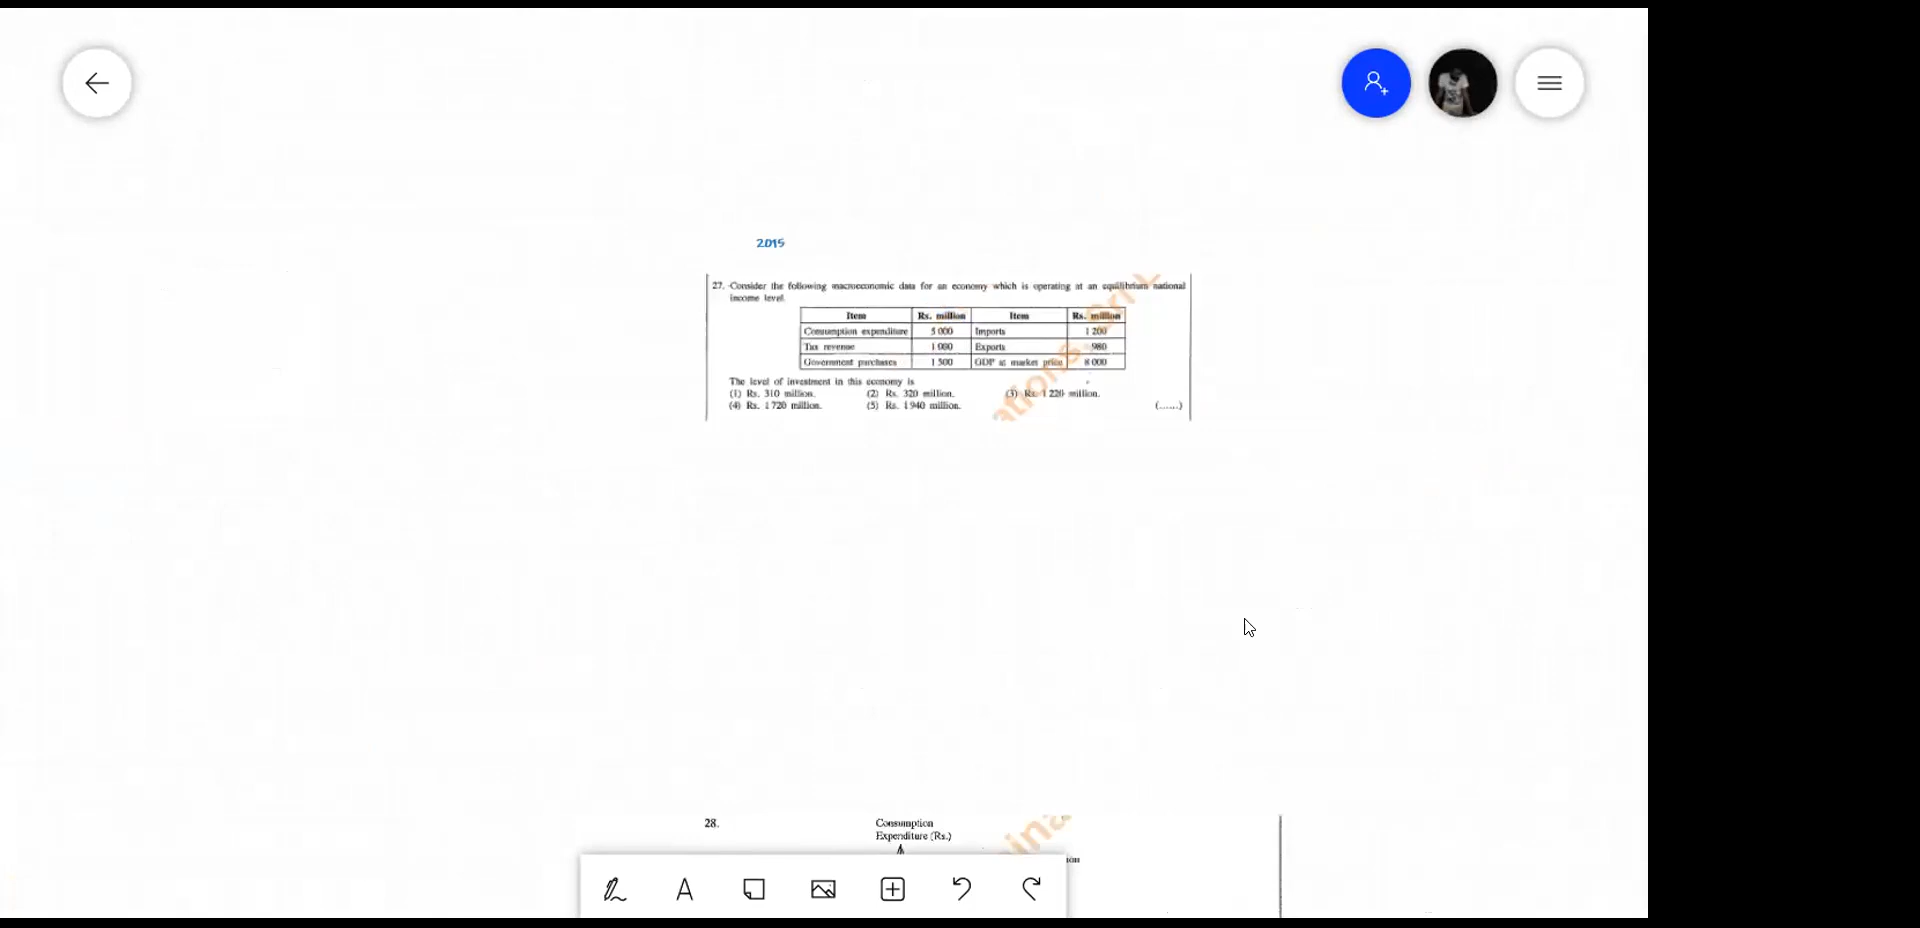 2015
27. Consider the following macroeconomic data for an economy which is operating at an equilibrium national
income level.
Item Rs. million Item Rs. million
Consumption expenditure 5 000 Imports 1 200
Tax revenue 1 080 Exports 980
Government purchases 1 500 GDP at market price 8 000
The level of investment in this economy is
(1) Rs. 310 million. (2) Rs. 320 million. (3) Rs. 1 220 million.
(4) Rs. 1 720 million. (5) Rs. 1 940 million. (......)
28.
Consumption
Expenditure (Rs.)
A